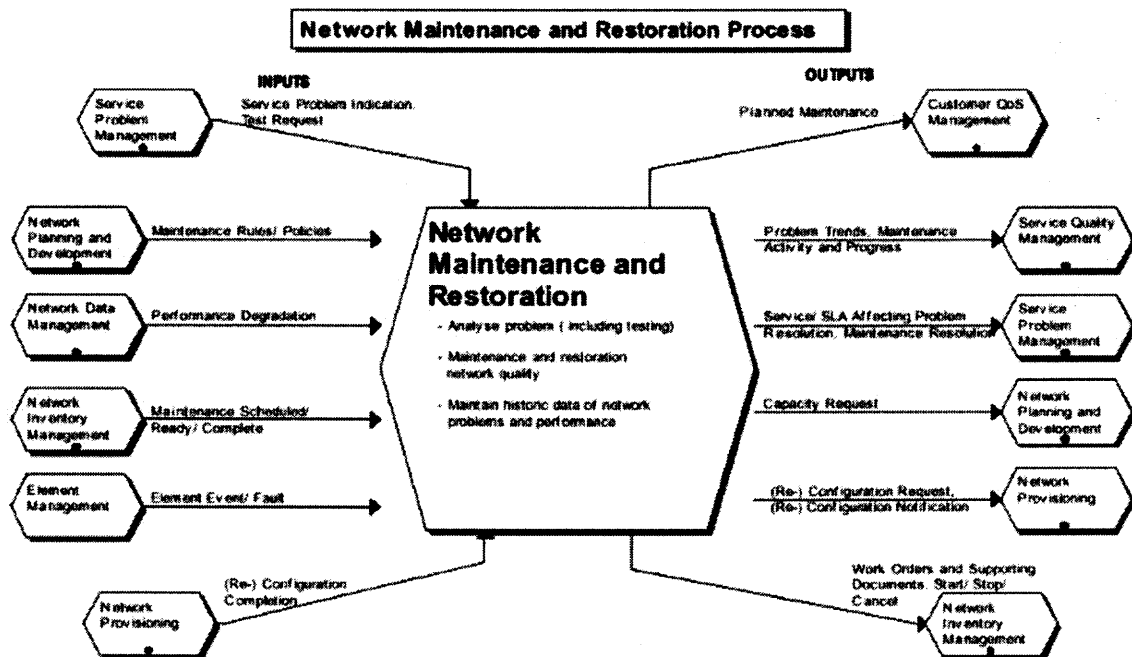 Network Maintenance and Restoration Process
INPUTS
OUTPUTS
Service
Problem
Management
Service Problem Indication,
Test Request
Planned Maintenance
Customer QoS
Management
Network
Planning and
Development
Maintenance Rules/ Policies
Network Data
Management
Performance Degradation
Network
Inventory
Management
Maintenance Scheduled/
Ready/ Complete
Element
Management
Element Event/ Fault
Network
Provisioning
(Re-) Configuration
Completion
Network
Maintenance and
Restoration
- Analyse problem ( including testing)
- Maintenance and restoration
network quality
- Maintain historic data of network
problems and performance
Problem Trends, Maintenance
Activity and Progress
Service Quality
Management
Service/ SLA Affecting Problem
Resolution, Maintenance Resolution
Service
Problem
Management
Capacity Request
Network
Planning and
Development
(Re-) Configuration Request,
(Re-) Configuration Notification
Network
Provisioning
Work Orders and Supporting
Documents, Start/ Stop/
Cancel
Network
Inventory
Management